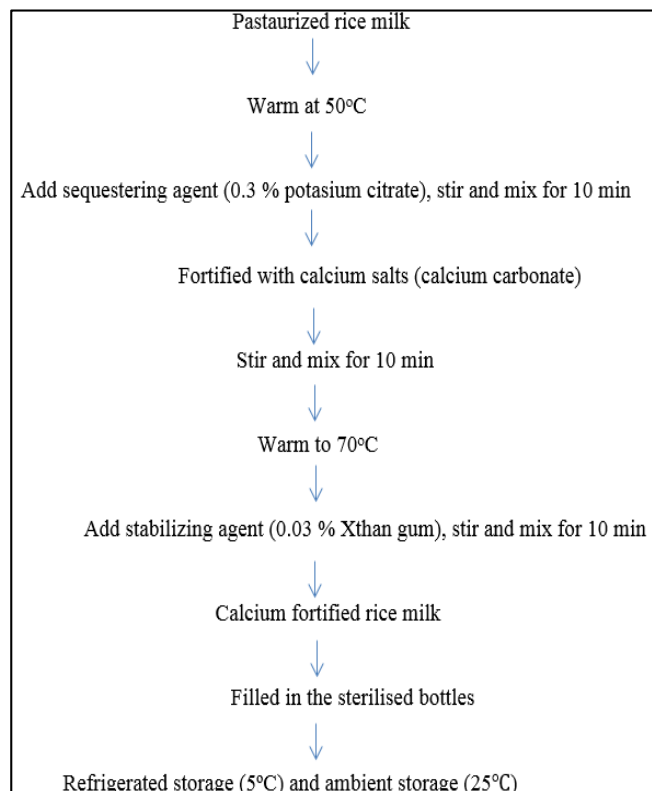 Pastaurized rice milk
Warm at 50°C
Add sequestering agent (0.3 % potasium citrate), stir and mix for 10 min
Fortified with calcium salts (calcium carbonate)
Stir and mix for 10 min
Warm to 70°C
Add stabilizing agent (0.03 % Xthan gum), stir and mix for 10 min
Calcium fortified rice milk
Filled in the sterilised bottles
Refrigerated storage (5°C) and ambient storage (25℃)